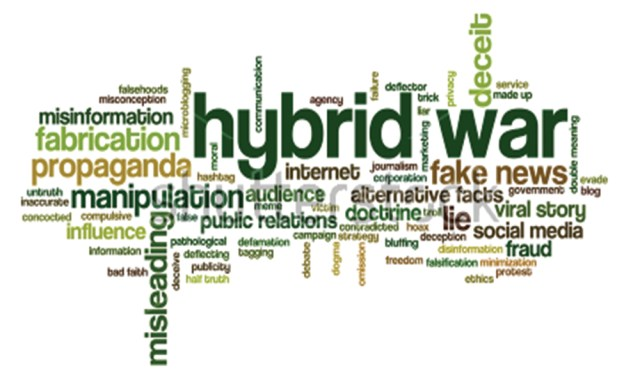 deceit
communication
failure
deflector
privacy
service
falsehoods
microblogging
trick
made up
misconception
agency
liar
hybrid war
misinformation
double meaning
marketing
fabrication
moral
propaganda
internet
journalism
fake news
hashtag
corporation
evade
untruth
manipulation
audience
alternative facts
government
blog
inaccurate
meme
victim
shutterstock
concocted
compulsive
false
public relations
doctrine
troll
lie
viral story
misleading
influence
contradicted
hoax
social media
campaign
strategy
pathological
defamation
bluffing
deception
information
deflecting
tagging
disinformation
fraud
deceive
publicity
debate
dogma
omission
freedom
falsification
minimization
bad faith
half truth
protest
ethics